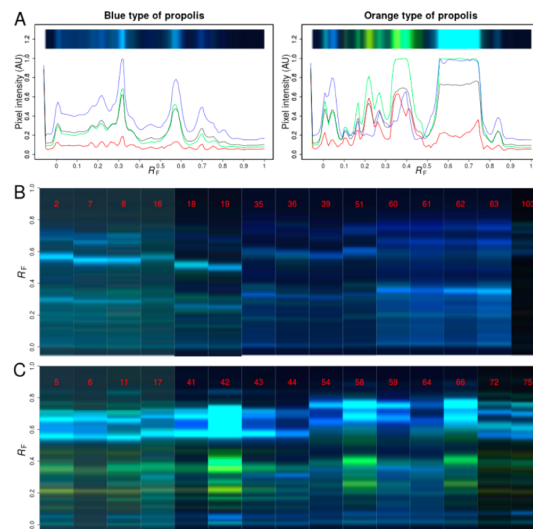 A
Blue type of propolis
Orange type of propolis
Pixel intensity (AU)
0.0 0.2 0.4 0.6 0.8 1.0 1.2
0 0.1 0.2 0.3 0.4 0.5 0.6 0.7 0.8 0.9 1
RF
Pixel intensity (AU)
0.0 0.2 0.4 0.6 0.8 1.0 1.2
0 0.1 0.2 0.3 0.4 0.5 0.6 0.7 0.8 0.9 1
RF
B
2 7 8 16 18 19 35 36 39 51 60 61 62 63 103
RF
0.0 0.2 0.4 0.6 0.8 1.0
C
5 6 11 17 41 42 43 44 54 58 59 64 66 72 75
RF
0.0 0.2 0.4 0.6 0.8 1.0